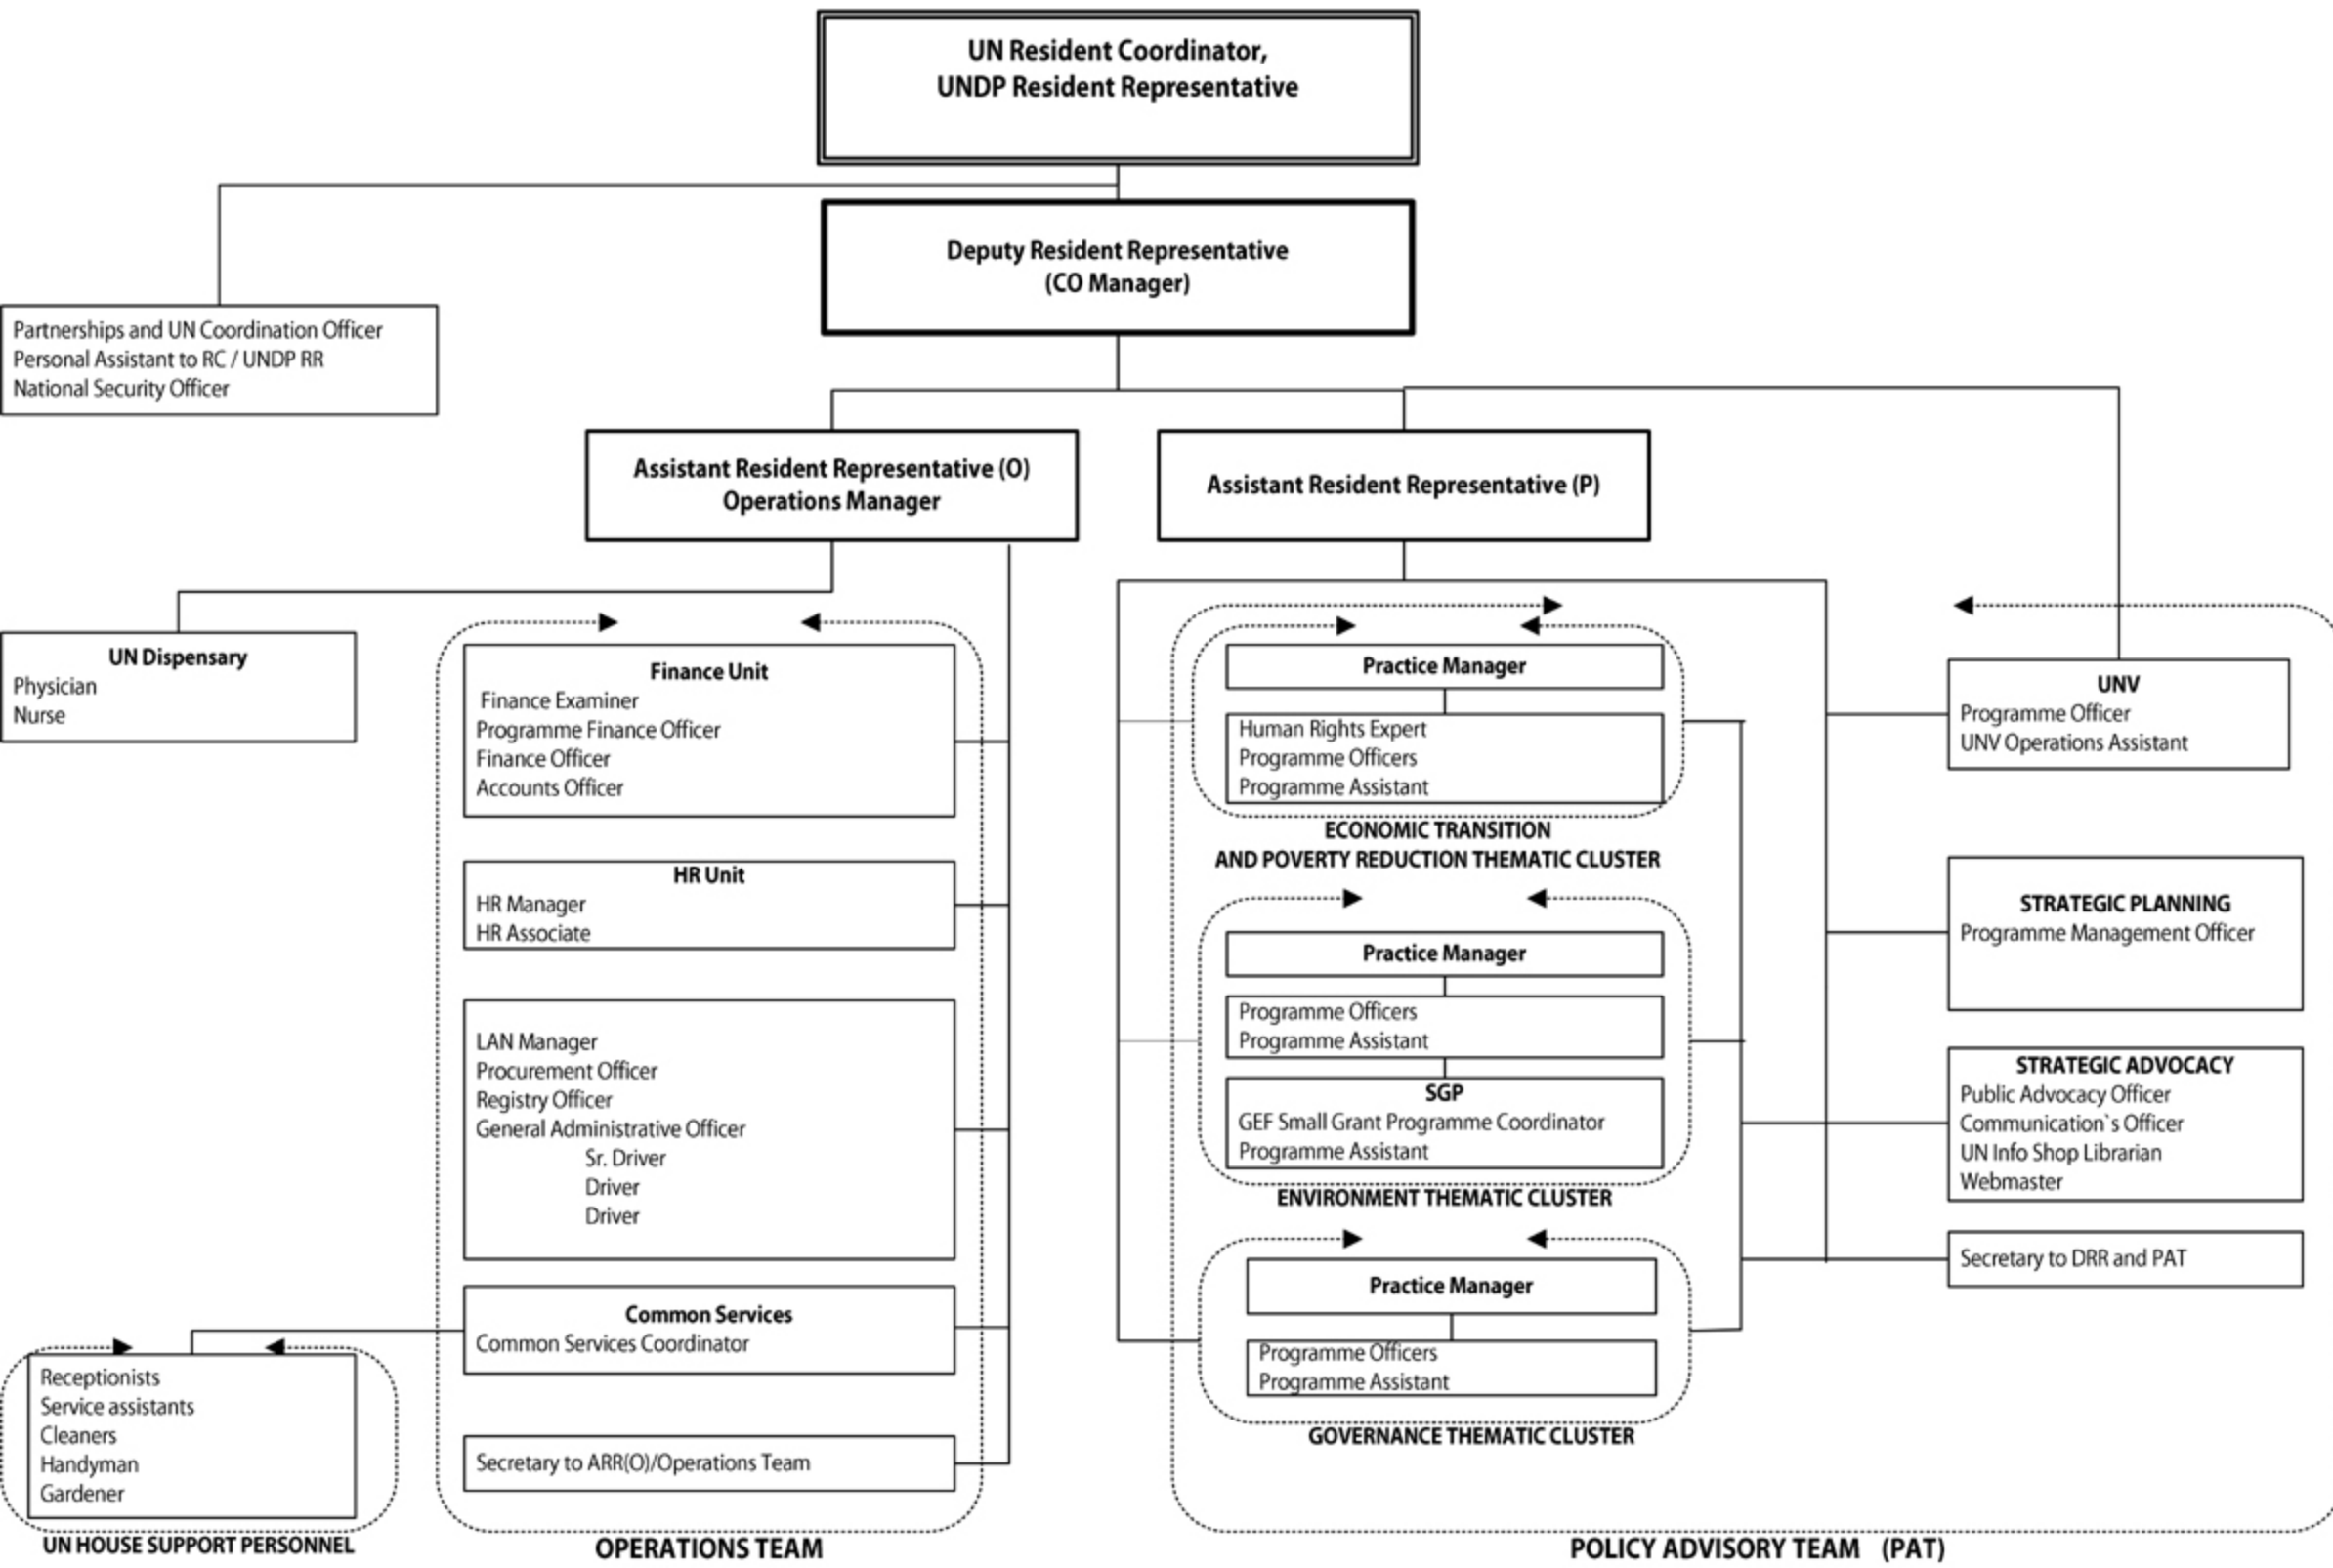 UN Resident Coordinator,
UNDP Resident Representative
Deputy Resident Representative
(CO Manager)
Partnerships and UN Coordination Officer
Personal Assistant to RC / UNDP RR
National Security Officer
Assistant Resident Representative (O)
Operations Manager
Assistant Resident Representative (P)
UN Dispensary
Physician
Nurse
Finance Unit
Finance Examiner
Programme Finance Officer
Finance Officer
Accounts Officer
HR Unit
HR Manager
HR Associate
LAN Manager
Procurement Officer
Registry Officer
General Administrative Officer
Sr. Driver
Driver
Driver
Common Services
Common Services Coordinator
Secretary to ARR(O)/Operations Team
OPERATIONS TEAM
Receptionists
Service assistants
Cleaners
Handyman
Gardener
UN HOUSE SUPPORT PERSONNEL
Practice Manager
Human Rights Expert
Programme Officers
Programme Assistant
ECONOMIC TRANSITION
AND POVERTY REDUCTION THEMATIC CLUSTER
Practice Manager
Programme Officers
Programme Assistant
SGP
GEF Small Grant Programme Coordinator
Programme Assistant
ENVIRONMENT THEMATIC CLUSTER
Practice Manager
Programme Officers
Programme Assistant
GOVERNANCE THEMATIC CLUSTER
UNV
Programme Officer
UNV Operations Assistant
STRATEGIC PLANNING
Programme Management Officer
STRATEGIC ADVOCACY
Public Advocacy Officer
Communication`s Officer
UN Info Shop Librarian
Webmaster
Secretary to DRR and PAT
POLICY ADVISORY TEAM (PAT)